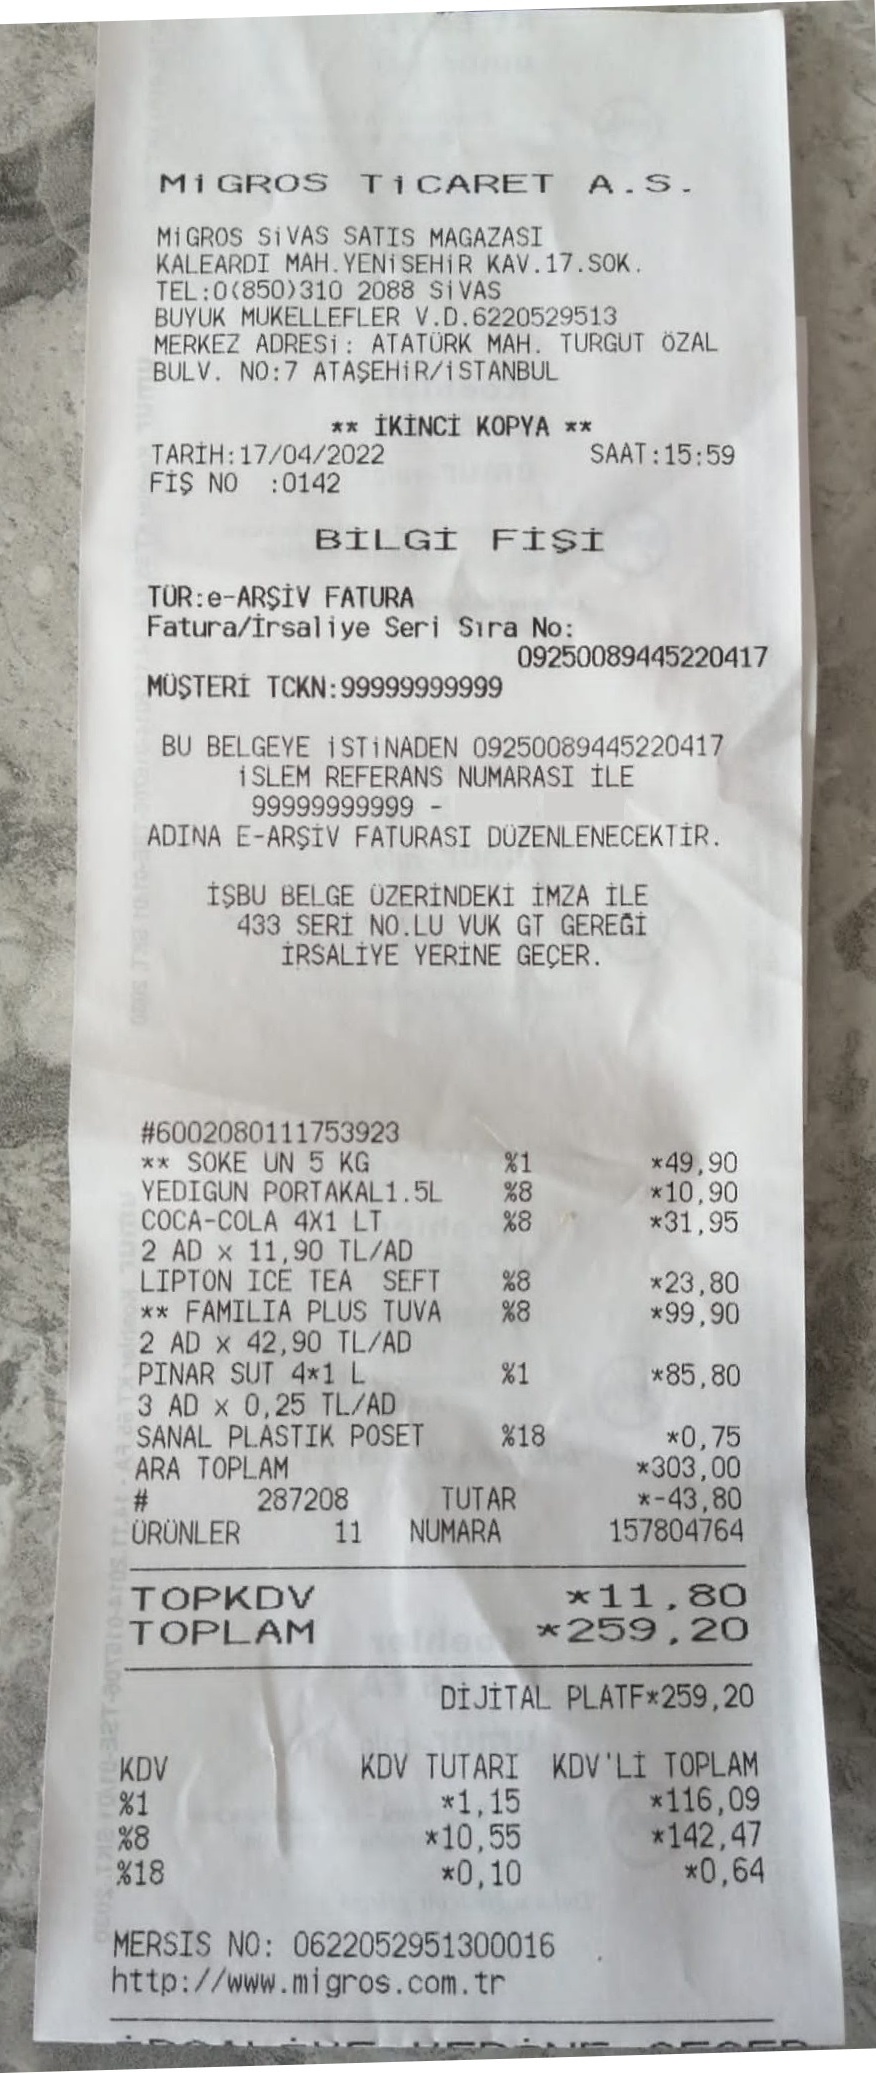 MiGROS TiCARET A.S.
MiGROS SiVAS SATIS MAGAZASI
KALEARDI MAH.YENiSEHiR KAV.17.SOK.
TEL:0(850)310 2088 SiVAS
BUYUK MUKELLEFLER V.D.6220529513
MERKEZ ADRESi: ATATÜRK MAH. TURGUT ÖZAL
BULV. NO:7 ATAŞEHiR/iSTANBUL
** İKİNCİ KOPYA **
TARİH:17/04/2022 SAAT:15:59
FİŞ NO :0142
BİLGİ FİŞİ
TÜR:e-ARŞİV FATURA
Fatura/İrsaliye Seri Sıra No:
09250089445220417
MÜŞTERİ TCKN:99999999999
BU BELGEYE iSTiNADEN 09250089445220417
iSLEM REFERANS NUMARASI İLE
99999999999 -
ADINA E-ARŞİV FATURASI DÜZENLENECEKTİR.
İŞBU BELGE ÜZERİNDEKİ İMZA İLE
433 SERİ NO.LU VUK GT GEREĞİ
İRSALİYE YERİNE GEÇER.
#6002080111753923
** SOKE UN 5 KG %1 *49,90
YEDIGUN PORTAKAL1.5L %8 *10,90
COCA-COLA 4X1 LT %8 *31,95
2 AD x 11,90 TL/AD
LIPTON ICE TEA SEFT %8 *23,80
** FAMILIA PLUS TUVA %8 *99,90
2 AD x 42,90 TL/AD
PINAR SUT 4*1 L %1 *85,80
3 AD x 0,25 TL/AD
SANAL PLASTIK POSET %18 *0,75
ARA TOPLAM *303,00
# 287208 TUTAR *-43,80
ÜRÜNLER 11 NUMARA 157804764
TOPKDV *11,80
TOPLAM *259,20
DİJİTAL PLATF*259,20
KDV KDV TUTARI KDV'Lİ TOPLAM
%1 *1,15 *116,09
%8 *10,55 *142,47
%18 *0,10 *0,64
MERSIS NO: 0622052951300016
http://www.migros.com.tr